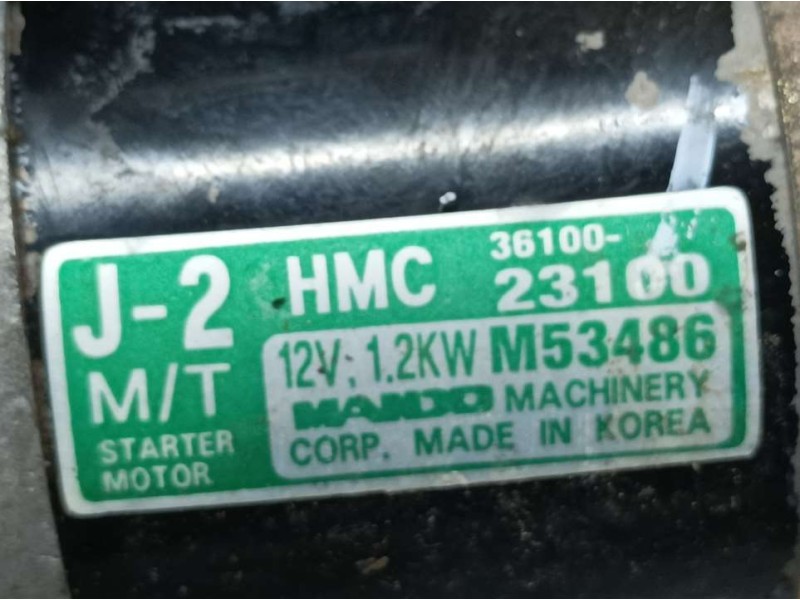 J-2 HMC 36100-
23100
M/T 12V; 1.2KW M53486
STARTER MANDO MACHINERY
MOTOR CORP. MADE IN KOREA